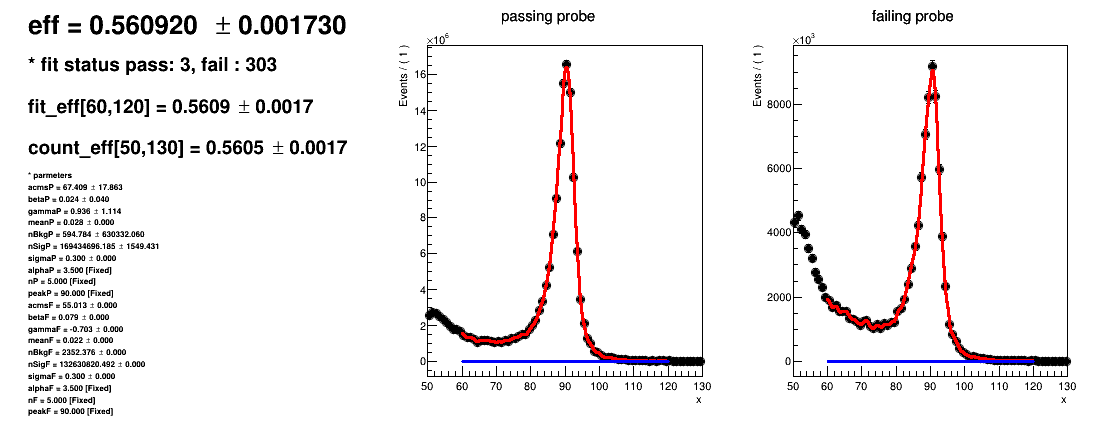 eff = 0.560920 ± 0.001730
* fit status pass: 3, fail : 303
fit_eff[60,120] = 0.5609 ± 0.0017
count_eff[50,130] = 0.5605 ± 0.0017
* parmeters
acmsP = 67.409 ± 17.863
betaP = 0.024 ± 0.040
gammaP = 0.936 ± 1.114
meanP = 0.028 ± 0.000
nBkgP = 594.784 ± 630332.060
nSigP = 169434696.185 ± 1549.431
sigmaP = 0.300 ± 0.000
alphaP = 3.500 [Fixed]
nP = 5.000 [Fixed]
peakP = 90.000 [Fixed]
acmsF = 55.013 ± 0.000
betaF = 0.079 ± 0.000
gammaF = -0.703 ± 0.000
meanF = 0.022 ± 0.000
nBkgF = 2352.376 ± 0.000
nSigF = 132630820.492 ± 0.000
sigmaF = 0.300 ± 0.000
alphaF = 3.500 [Fixed]
nF = 5.000 [Fixed]
peakF = 90.000 [Fixed]
passing probe
×10⁶
Events / ( 1 )
16
14
12
10
8
6
4
2
0
50 60 70 80 90 100 110 120 130
x
failing probe
×10³
Events / ( 1 )
8000
6000
4000
2000
0
50 60 70 80 90 100 110 120 130
x